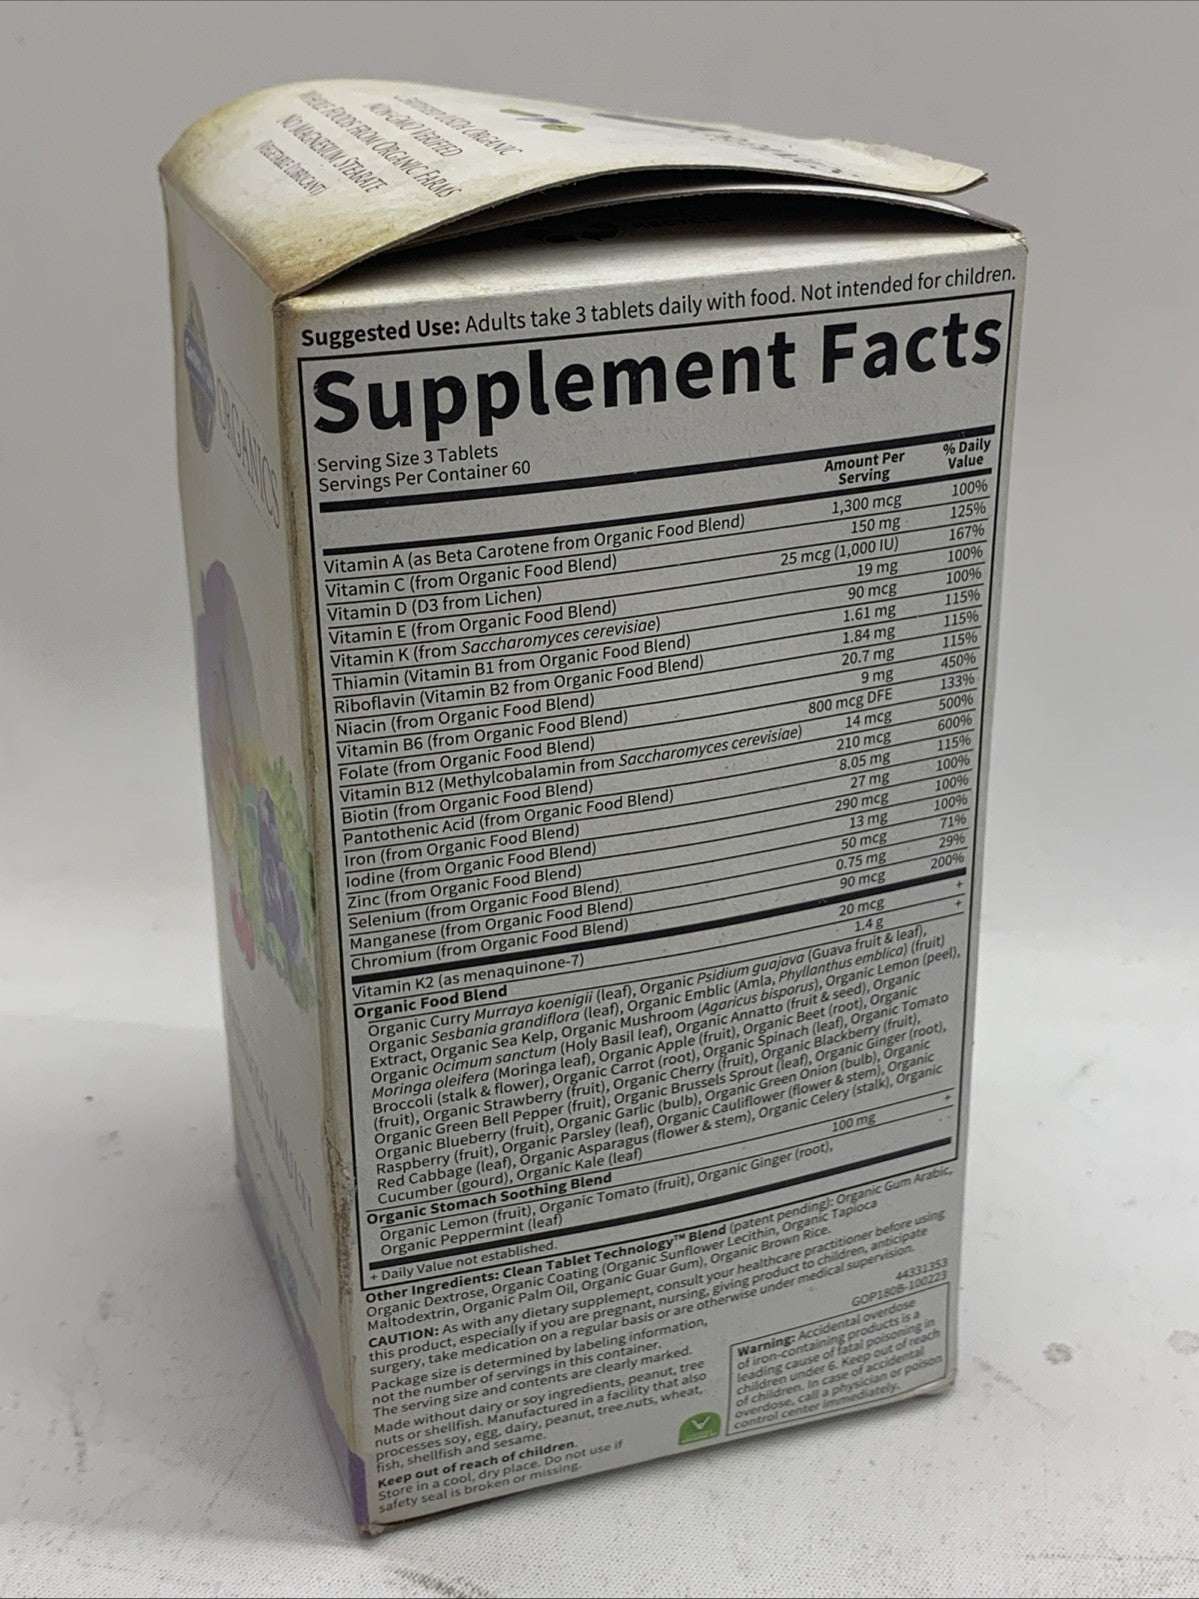 CERTIFIED USDA ORGANIC
NON-GMO VERIFIED
WHOLE FOODS FROM ORGANIC FARMS
NO MAGNESIUM STEARATE
(VEGETABLE LUBRICANT)
ORGANICS
Suggested Use: Adults take 3 tablets daily with food. Not intended for children.
Supplement Facts
Serving Size 3 Tablets
Servings Per Container 60
Amount Per Serving % Daily Value
Vitamin A (as Beta Carotene from Organic Food Blend) 1,300 mcg 100%
Vitamin C (from Organic Food Blend) 150 mg 125%
Vitamin D (D3 from Lichen) 25 mcg (1,000 IU) 167%
Vitamin E (from Organic Food Blend) 19 mg 100%
Vitamin K (from Saccharomyces cerevisiae) 90 mcg 100%
Thiamin (Vitamin B1 from Organic Food Blend) 1.61 mg 115%
Riboflavin (Vitamin B2 from Organic Food Blend) 1.84 mg 115%
Niacin (from Organic Food Blend) 20.7 mg 115%
Vitamin B6 (from Organic Food Blend) 9 mg 450%
Folate (from Organic Food Blend) 800 mcg DFE 133%
Vitamin B12 (Methylcobalamin from Saccharomyces cerevisiae) 14 mcg 500%
Biotin (from Organic Food Blend) 210 mcg 600%
Pantothenic Acid (from Organic Food Blend) 8.05 mg 115%
Iron (from Organic Food Blend) 27 mg 100%
Iodine (from Organic Food Blend) 290 mcg 100%
Zinc (from Organic Food Blend) 13 mg 100%
Selenium (from Organic Food Blend) 50 mcg 71%
Manganese (from Organic Food Blend) 0.75 mg 29%
Chromium (from Organic Food Blend) 90 mcg 200%
Vitamin K2 (as menaquinone-7) 20 mcg +
Organic Food Blend 1.4 g +
Organic Curry Murraya koenigii (leaf), Organic Psidium guajava (Guava fruit & leaf),
Organic Sesbania grandiflora (leaf), Organic Emblic (Amla, Phyllanthus emblica) (fruit)
Extract, Organic Sea Kelp, Organic Mushroom (Agaricus bisporus), Organic Lemon (peel),
Organic Ocimum sanctum (Holy Basil leaf), Organic Annatto (fruit & seed), Organic
Moringa oleifera (Moringa leaf), Organic Apple (fruit), Organic Beet (root), Organic
Broccoli (stalk & flower), Organic Carrot (root), Organic Spinach (leaf), Organic Tomato
(fruit), Organic Strawberry (fruit), Organic Cherry (fruit), Organic Blackberry (fruit),
Organic Green Bell Pepper (fruit), Organic Brussels Sprout (leaf), Organic Ginger (root),
Organic Blueberry (fruit), Organic Garlic (bulb), Organic Green Onion (bulb), Organic
Raspberry (fruit), Organic Parsley (leaf), Organic Cauliflower (flower & stem), Organic
Red Cabbage (leaf), Organic Asparagus (flower & stem), Organic Celery (stalk), Organic
Cucumber (gourd), Organic Kale (leaf)
Organic Stomach Soothing Blend 100 mg +
Organic Lemon (fruit), Organic Tomato (fruit), Organic Ginger (root),
Organic Peppermint (leaf)
+ Daily Value not established.
Other Ingredients: Clean Tablet Technology™ Blend (patent pending): Organic Gum Arabic,
Organic Dextrose, Organic Coating (Organic Sunflower Lecithin, Organic Tapioca
Maltodextrin, Organic Palm Oil, Organic Guar Gum), Organic Brown Rice.
CAUTION: As with any dietary supplement, consult your healthcare practitioner before using
this product, especially if you are pregnant, nursing, giving product to children, anticipate
surgery, take medication on a regular basis or are otherwise under medical supervision.
Package size is determined by labeling information,
not the number of servings in this container.
The serving size and contents are clearly marked.
Made without dairy or soy ingredients, peanut, tree
nuts or shellfish. Manufactured in a facility that also
processes soy, egg, dairy, peanut, tree nuts, wheat,
fish, shellfish and sesame.
Keep out of reach of children.
Store in a cool, dry place. Do not use if
safety seal is broken or missing.
44331353
GOP180B-100223
Warning: Accidental overdose
of iron-containing products is a
leading cause of fatal poisoning in
children under 6. Keep out of reach
of children. In case of accidental
overdose, call a physician or poison
control center immediately.